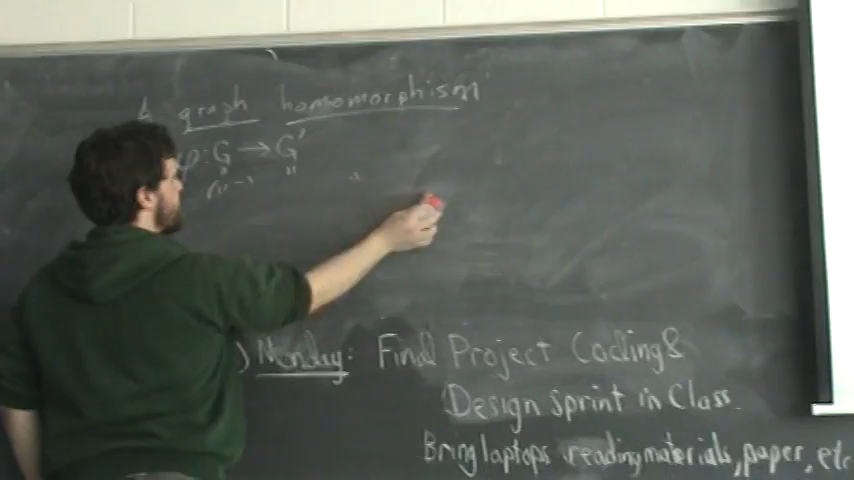 A graph homomorphism
φ: G → G'
Monday: Final Project Coding &
Design Sprint in Class.
Bring laptops, reading materials, paper, etc